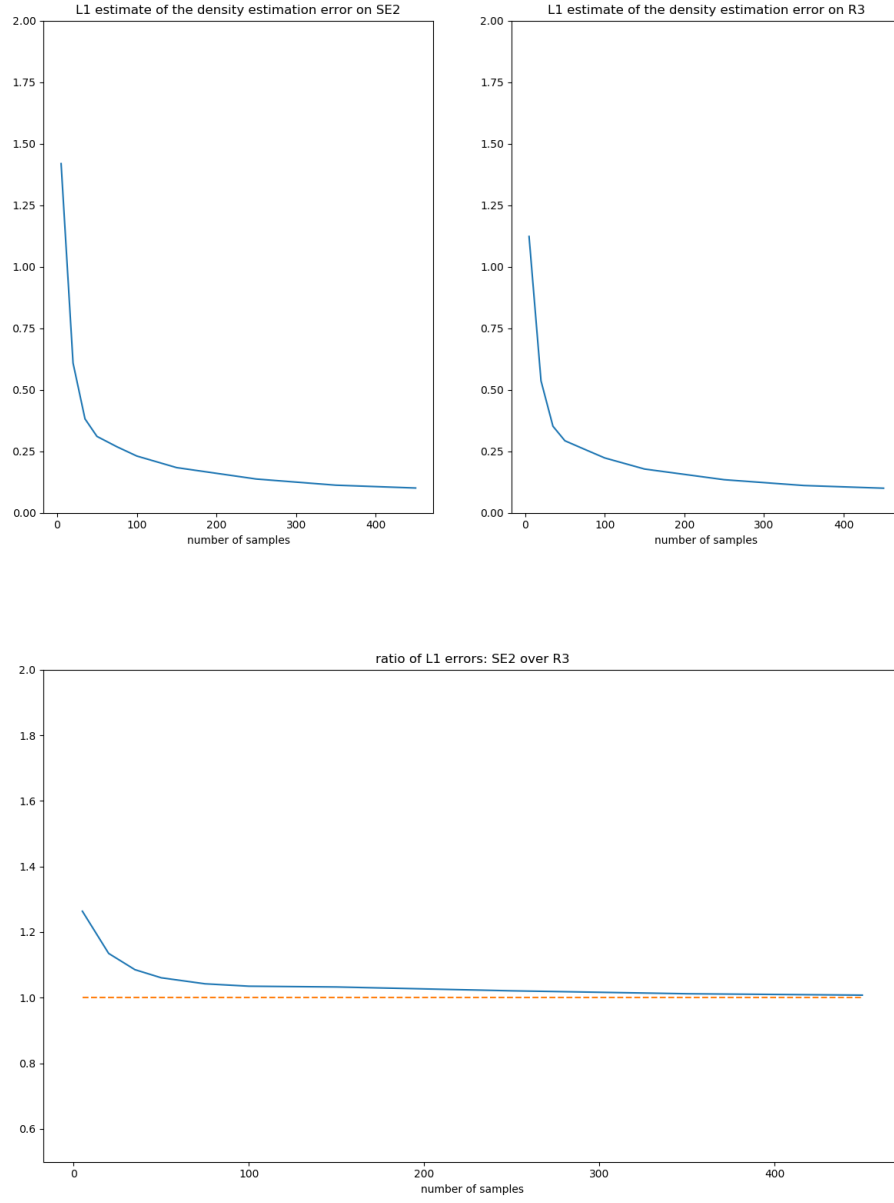 L1 estimate of the density estimation error on SE2
2.00
1.75
1.50
1.25
1.00
0.75
0.50
0.25
0.00
0 100 200 300 400
number of samples
L1 estimate of the density estimation error on R3
2.00
1.75
1.50
1.25
1.00
0.75
0.50
0.25
0.00
0 100 200 300 400
number of samples
ratio of L1 errors: SE2 over R3
2.0
1.8
1.6
1.4
1.2
1.0
0.8
0.6
0 100 200 300 400
number of samples